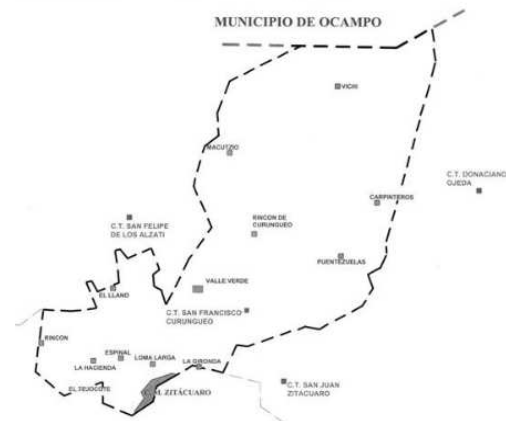 MUNICIPIO DE OCAMPO
VICHI
MACUTZIO
C.T. DONACIANO
OJEDA
CARPINTEROS
C.T. SAN FELIPE
DE LOS ALZATI
RINCON DE
CURUNGUEO
PUENTEZUELAS
VALLE VERDE
EL LLANO
C.T. SAN FRANCISCO
CURUNGUEO
RINCON
ESPINAL
LOMA LARGA
LA GIRONDA
LA HACIENDA
EL TEJOCOTE
ZITÁCUARO
C.T. SAN JUAN
ZITACUARO